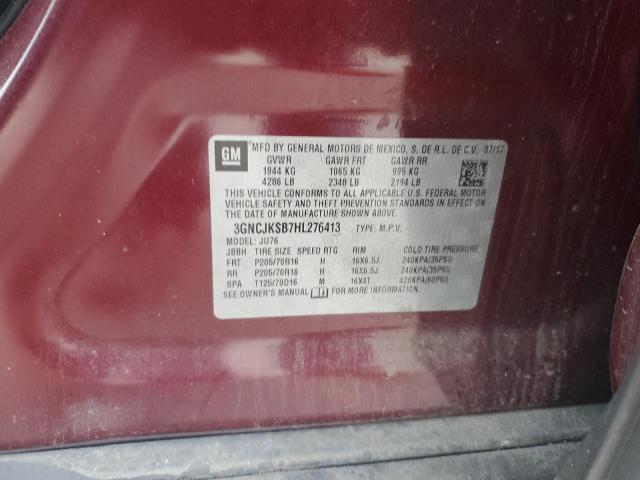 GM
MFD BY GENERAL MOTORS DE MEXICO, S. DE R.L. DE C.V. 07/17
GVWR GAWR FRT GAWR RR
1944 KG 1065 KG 995 KG
4286 LB 2348 LB 2194 LB
THIS VEHICLE CONFORMS TO ALL APPLICABLE U.S. FEDERAL MOTOR
VEHICLE SAFETY AND THEFT PREVENTION STANDARDS IN EFFECT ON
THE DATE OF MANUFACTURE SHOWN ABOVE.
3GNCJKSB7HL276413 TYPE: M.P.V.
MODEL: JU76
JBBH TIRE SIZE SPEED RTG RIM COLD TIRE PRESSURE
FRT P205/70R16 H 16X6.5J 240KPA(35PSI)
RR P205/70R16 H 16X6.5J 240KPA(35PSI)
SPA T125/70D16 M 16X4T 420KPA(60PSI)
SEE OWNER'S MANUAL FOR MORE INFORMATION.